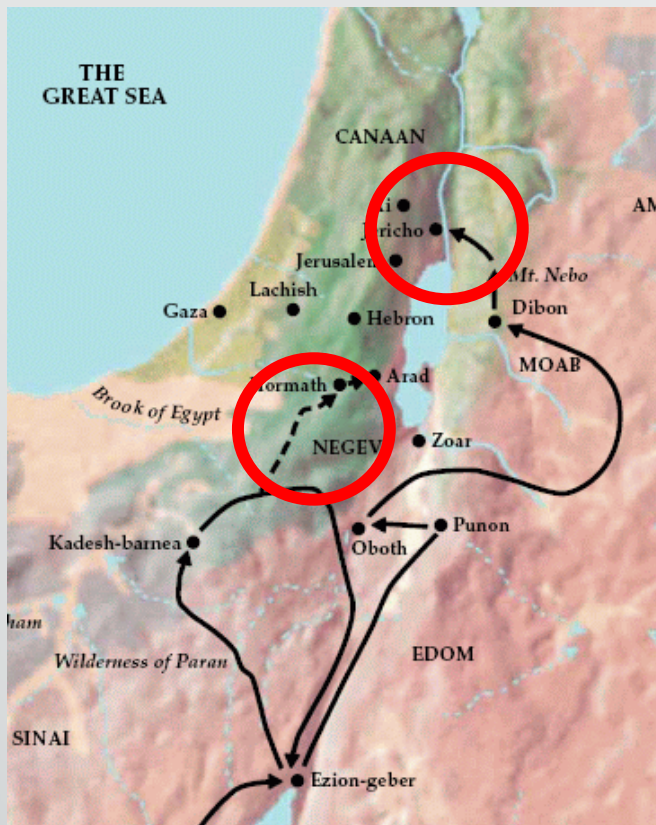 THE
GREAT SEA
CANAAN
Jericho
Jerusalem
Mt. Nebo
Lachish
Gaza
Hebron
Dibon
MOAB
Arad
Hormath
Brook of Egypt
NEGEV
Zoar
Kadesh-barnea
Oboth
Punon
Wilderness of Paran
EDOM
SINAI
Ezion-geber